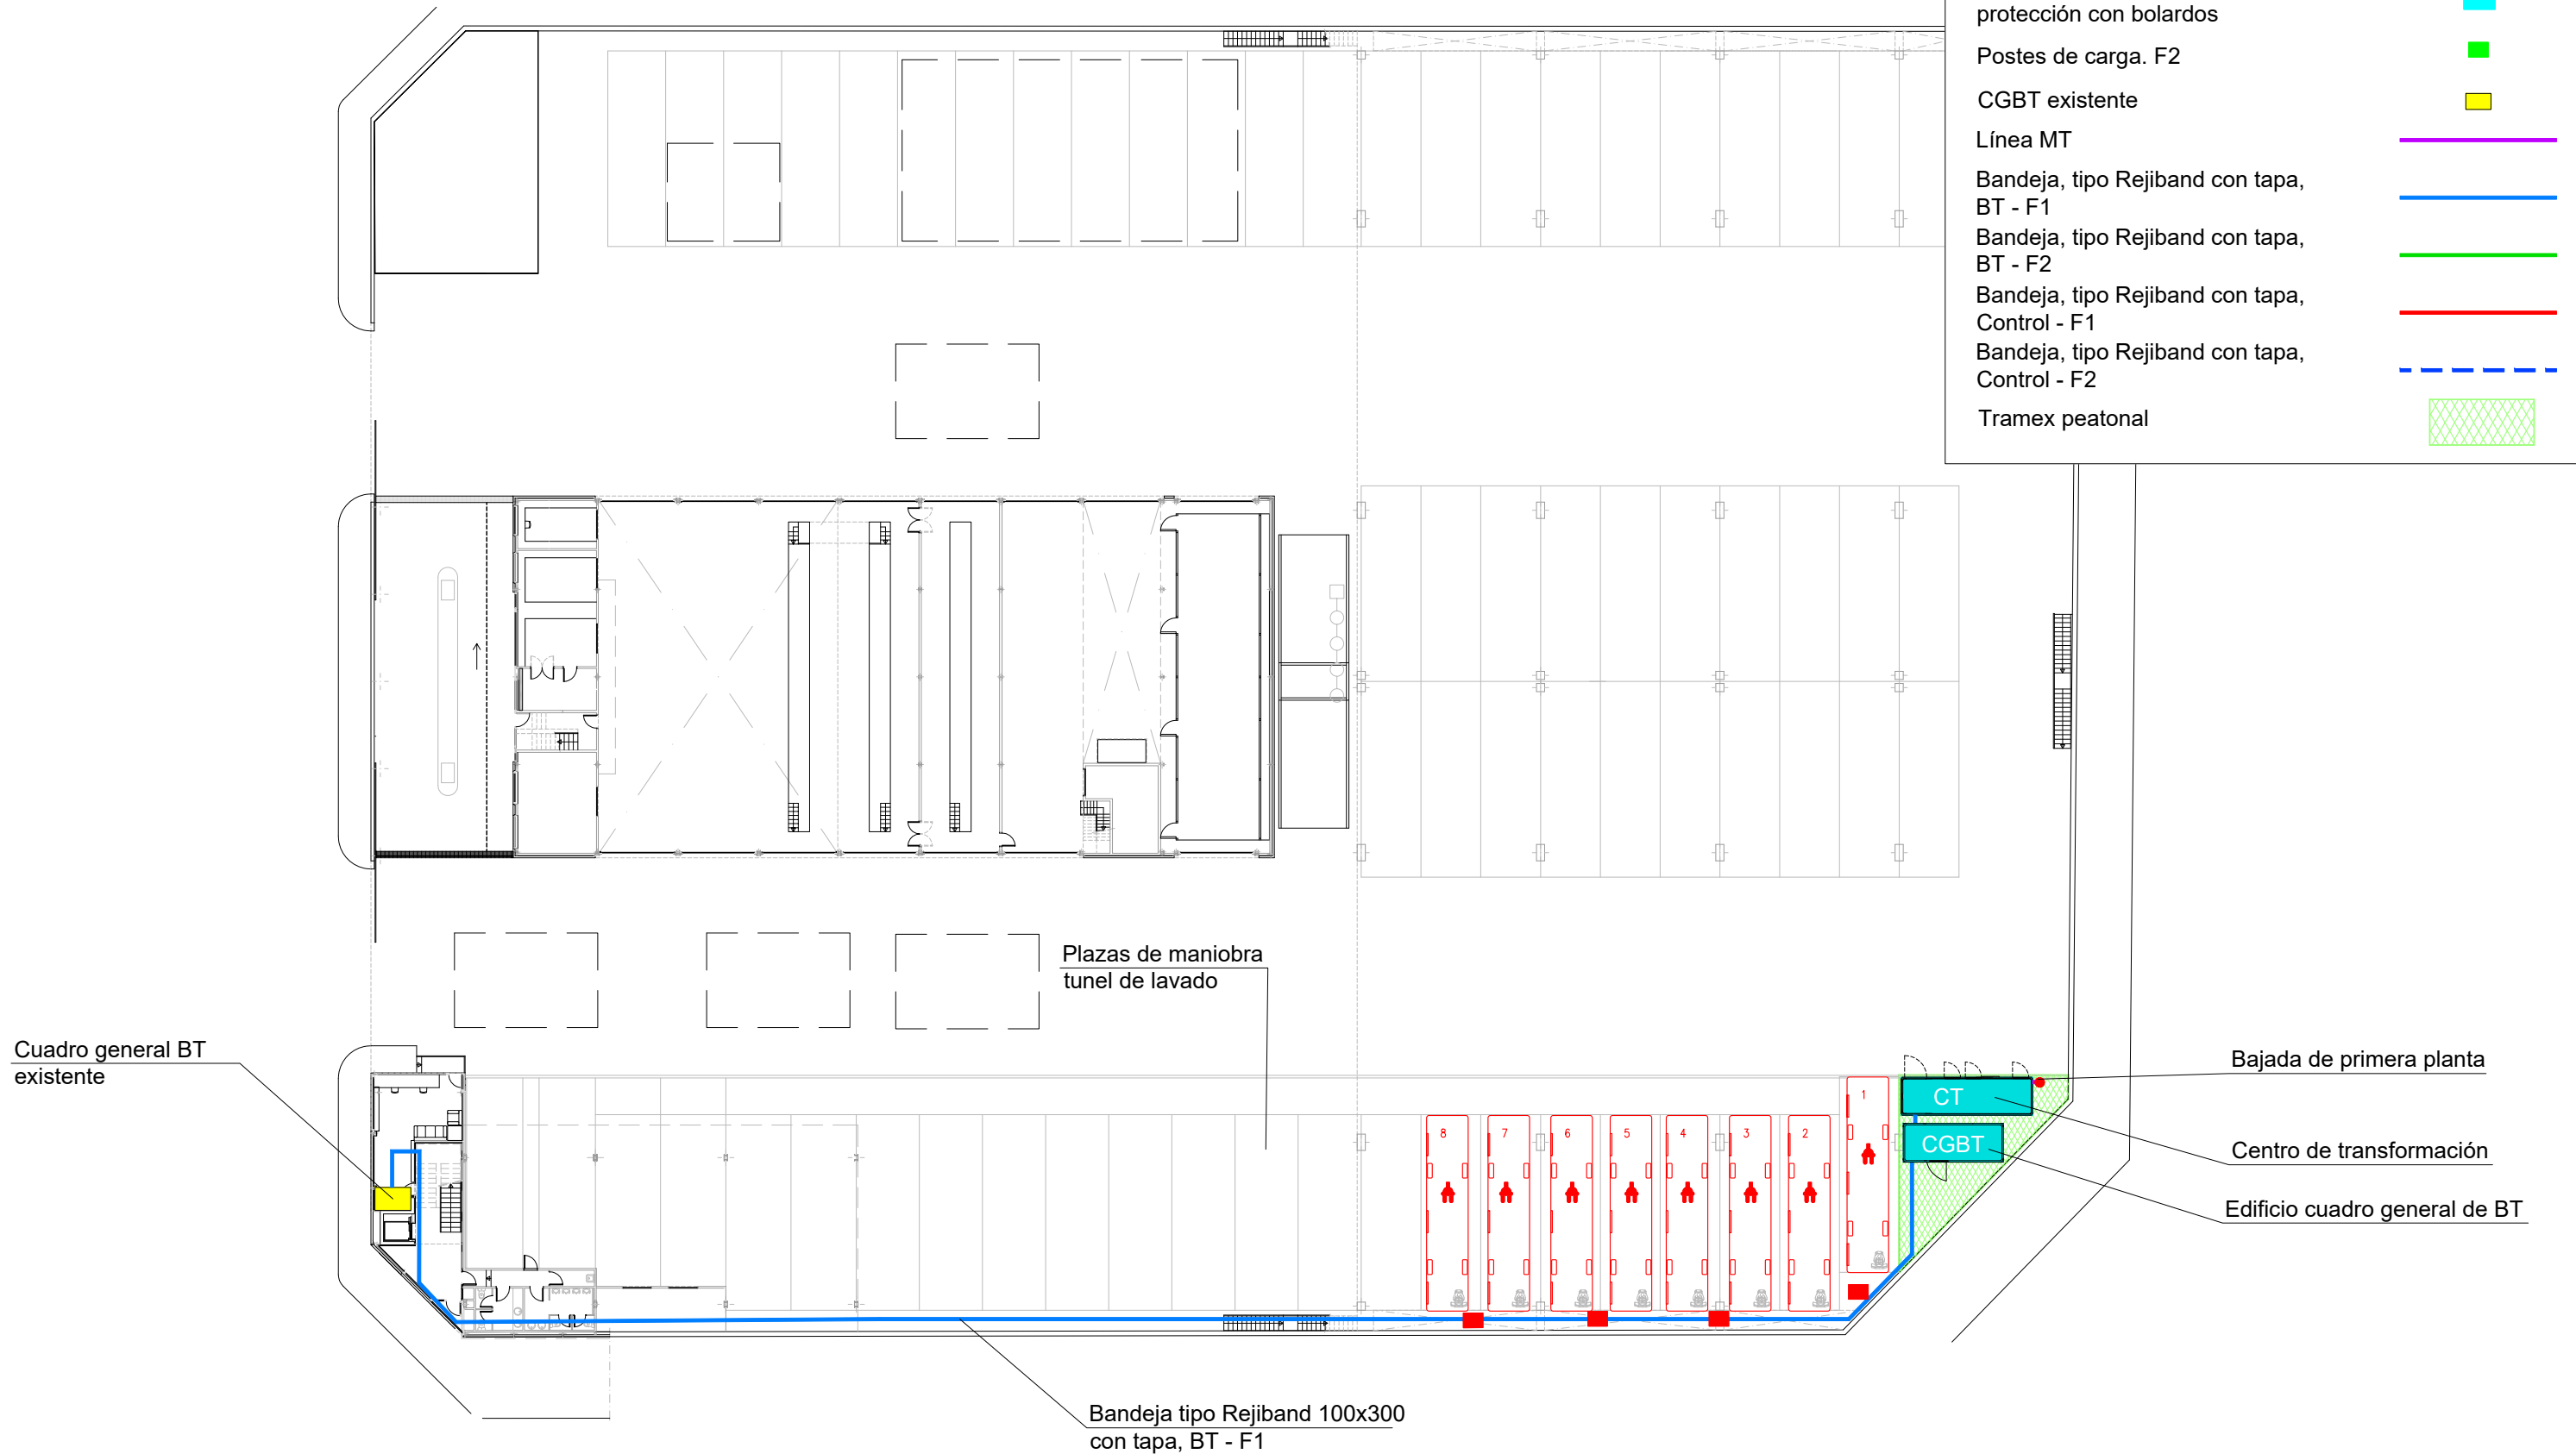 protección con bolardos
Postes de carga. F2
CGBT existente
Línea MT
Bandeja, tipo Rejiband con tapa,
BT - F1
Bandeja, tipo Rejiband con tapa,
BT - F2
Bandeja, tipo Rejiband con tapa,
Control - F1
Bandeja, tipo Rejiband con tapa,
Control - F2
Tramex peatonal
Plazas de maniobra
tunel de lavado
Cuadro general BT
existente
Bajada de primera planta
CT
1
8
7
6
5
4
3
2
CGBT
Centro de transformación
Edificio cuadro general de BT
Bandeja tipo Rejiband 100x300
con tapa, BT - F1